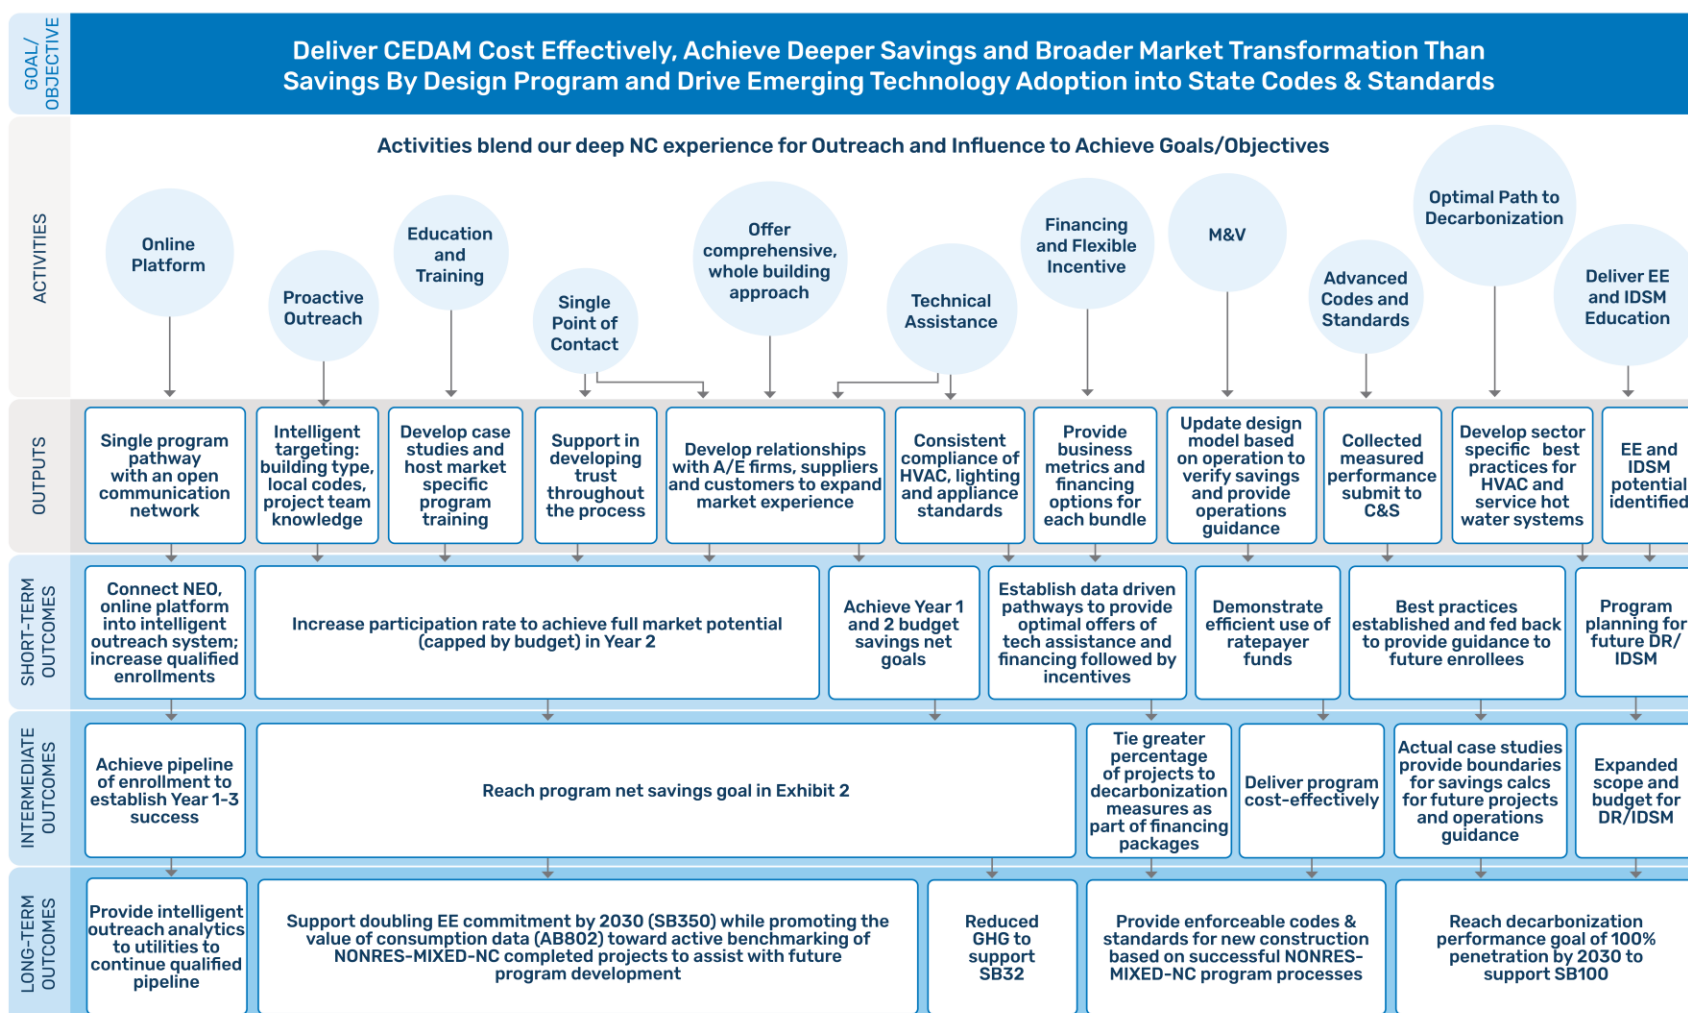 GOAL/
OBJECTIVE
Deliver CEDAM Cost Effectively, Achieve Deeper Savings and Broader Market Transformation Than
Savings By Design Program and Drive Emerging Technology Adoption into State Codes & Standards
ACTIVITIES
Activities blend our deep NC experience for Outreach and Influence to Achieve Goals/Objectives
Online
Platform
Proactive
Outreach
Education
and
Training
Single
Point of
Contact
Offer
comprehensive,
whole building
approach
Technical
Assistance
Financing
and Flexible
Incentive
M&V
Advanced
Codes and
Standards
Optimal Path to
Decarbonization
Deliver EE
and IDSM
Education
OUTPUTS
Single program
pathway
with an open
communication
network
Intelligent
targeting:
building type,
local codes,
project team
knowledge
Develop case
studies and
host market
specific
program
training
Support in
developing
trust
throughout
the process
Develop relationships
with A/E firms, suppliers
and customers to expand
market experience
Consistent
compliance of
HVAC, lighting
and appliance
standards
Provide
business
metrics and
financing
options for
each bundle
Update design
model based
on operation to
verify savings
and provide
operations
guidance
Collected
measured
performance
submit to
C&S
Develop sector
specific best
practices for
HVAC and
service hot
water systems
EE and
IDSM
potential
identified
SHORT-TERM
OUTCOMES
Connect NEO,
online platform
into intelligent
outreach system;
increase qualified
enrollments
Increase participation rate to achieve full market potential
(capped by budget) in Year 2
Achieve Year 1
and 2 budget
savings net
goals
Establish data driven
pathways to provide
optimal offers of
tech assistance and
financing followed by
incentives
Demonstrate
efficient use of
ratepayer
funds
Best practices
established and fed back
to provide guidance to
future enrollees
Program
planning for
future DR/
IDSM
INTERMEDIATE
OUTCOMES
Achieve pipeline
of enrollment to
establish Year 1-3
success
Reach program net savings goal in Exhibit 2
Tie greater
percentage
of projects to
decarbonization
measures as
part of financing
packages
Deliver program
cost-effectively
Actual case studies
provide boundaries
for savings calcs
for future projects
and operations
guidance
Expanded
scope and
budget for
DR/IDSM
LONG-TERM
OUTCOMES
Provide intelligent
outreach analytics
to utilities to
continue qualified
pipeline
Support doubling EE commitment by 2030 (SB350) while promoting the
value of consumption data (AB802) toward active benchmarking of
NONRES-MIXED-NC completed projects to assist with future
program development
Reduced
GHG to
support
SB32
Provide enforceable codes &
standards for new construction
based on successful NONRES-
MIXED-NC program processes
Reach decarbonization
performance goal of 100%
penetration by 2030 to
support SB100